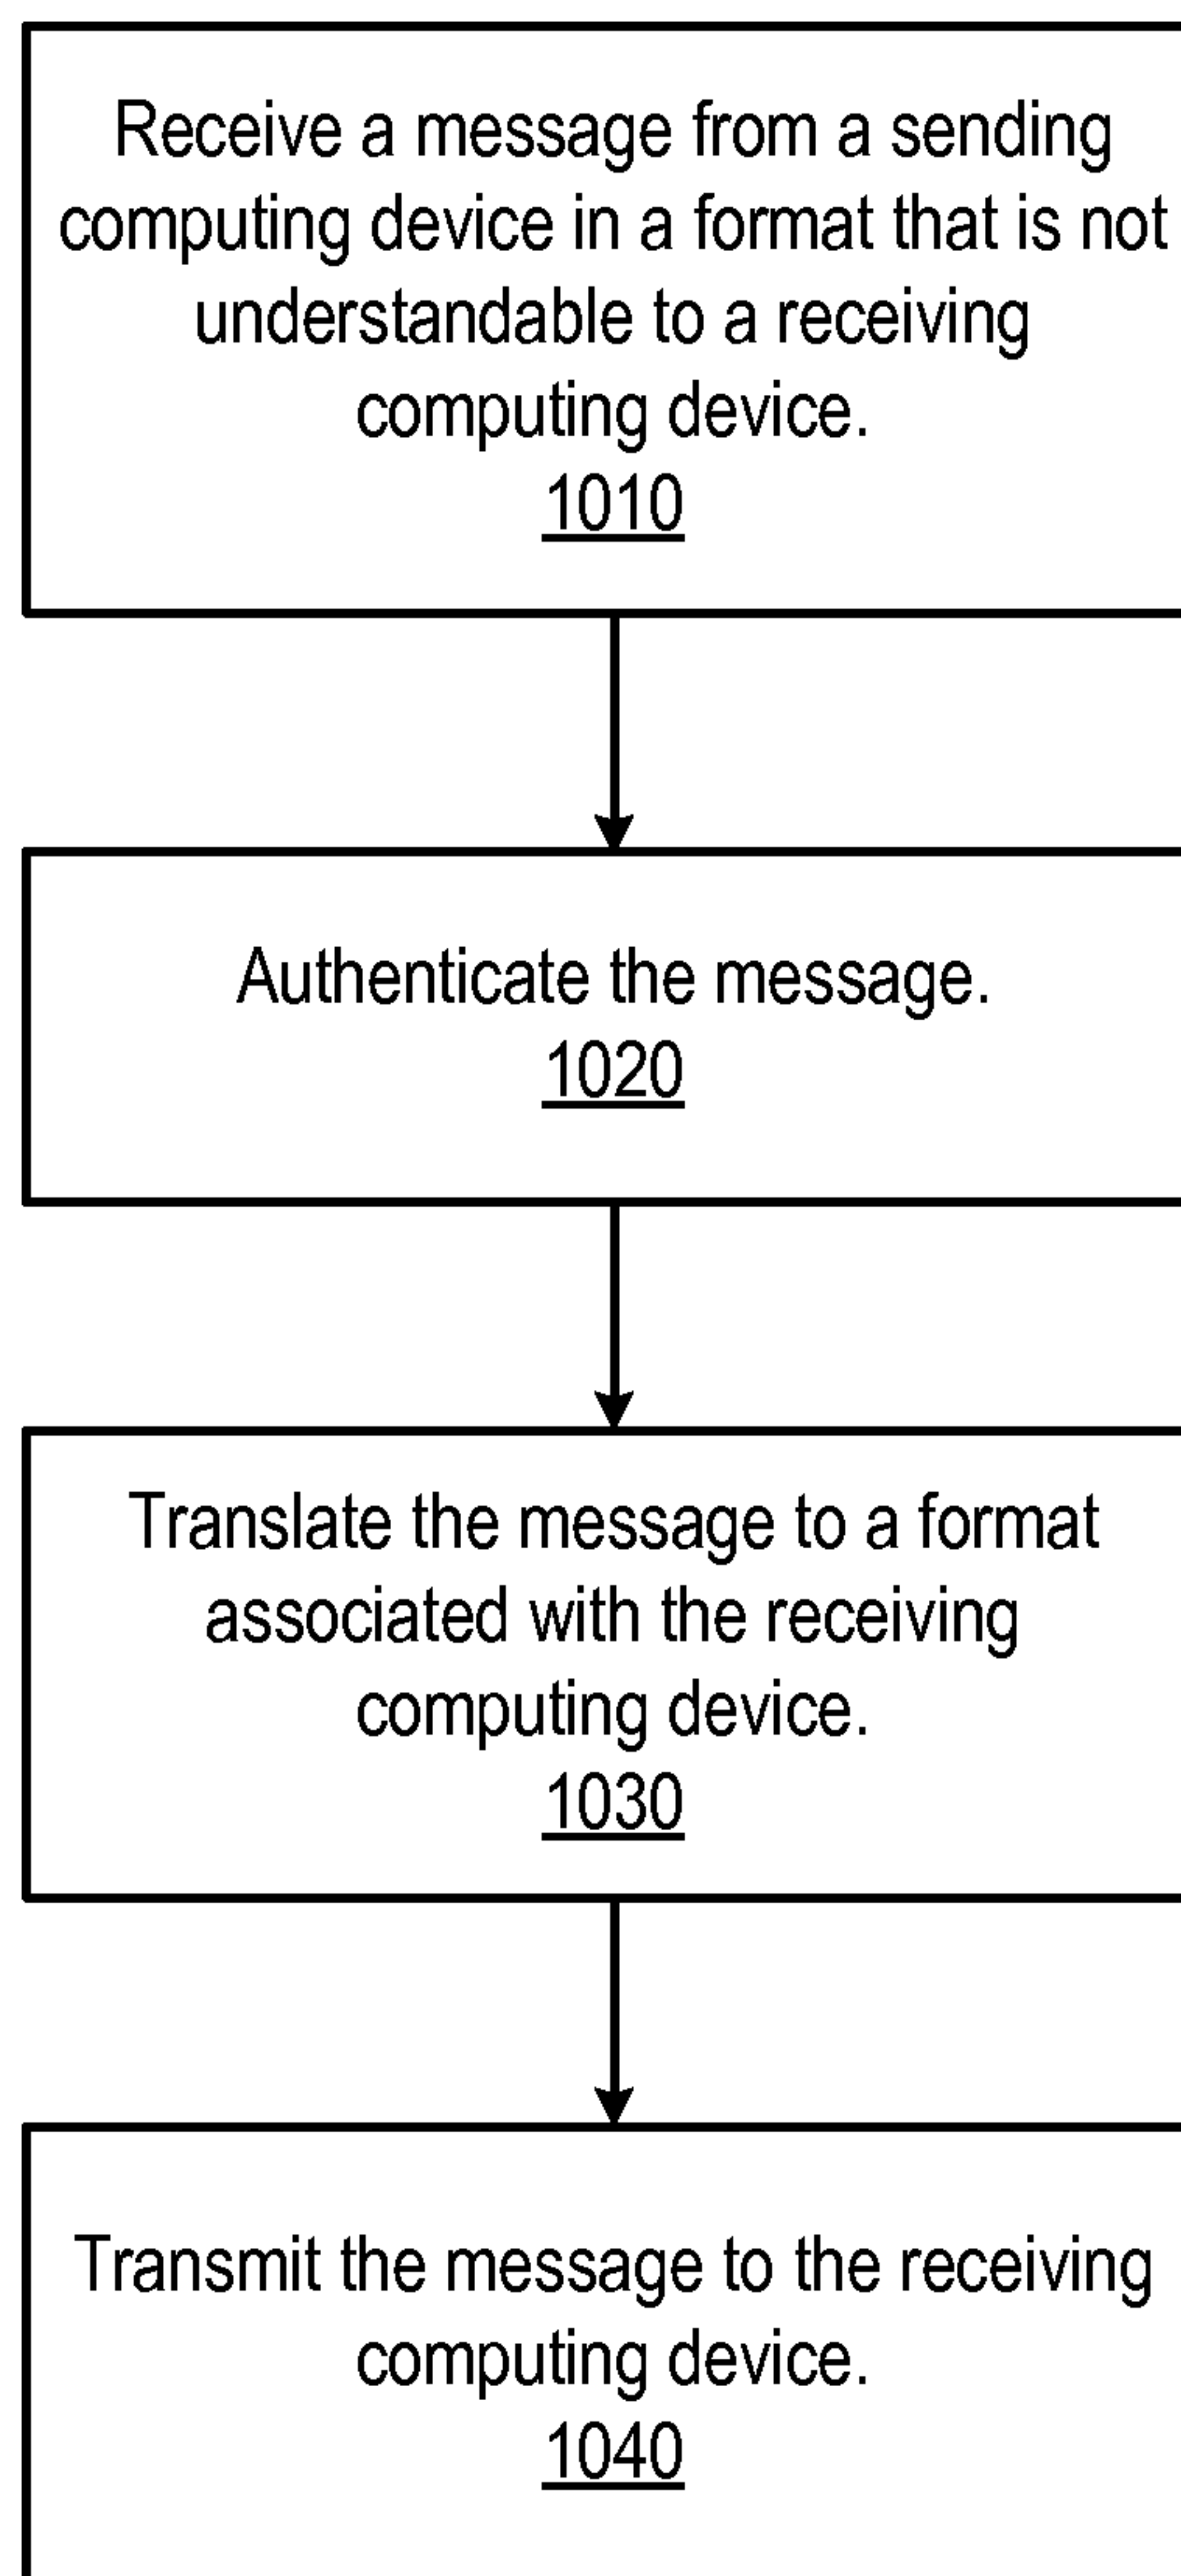 Receive a message from a sending
computing device in a format that is not
understandable to a receiving
computing device.
1010
Authenticate the message.
1020
Translate the message to a format
associated with the receiving
computing device.
1030
Transmit the message to the receiving
computing device.
1040